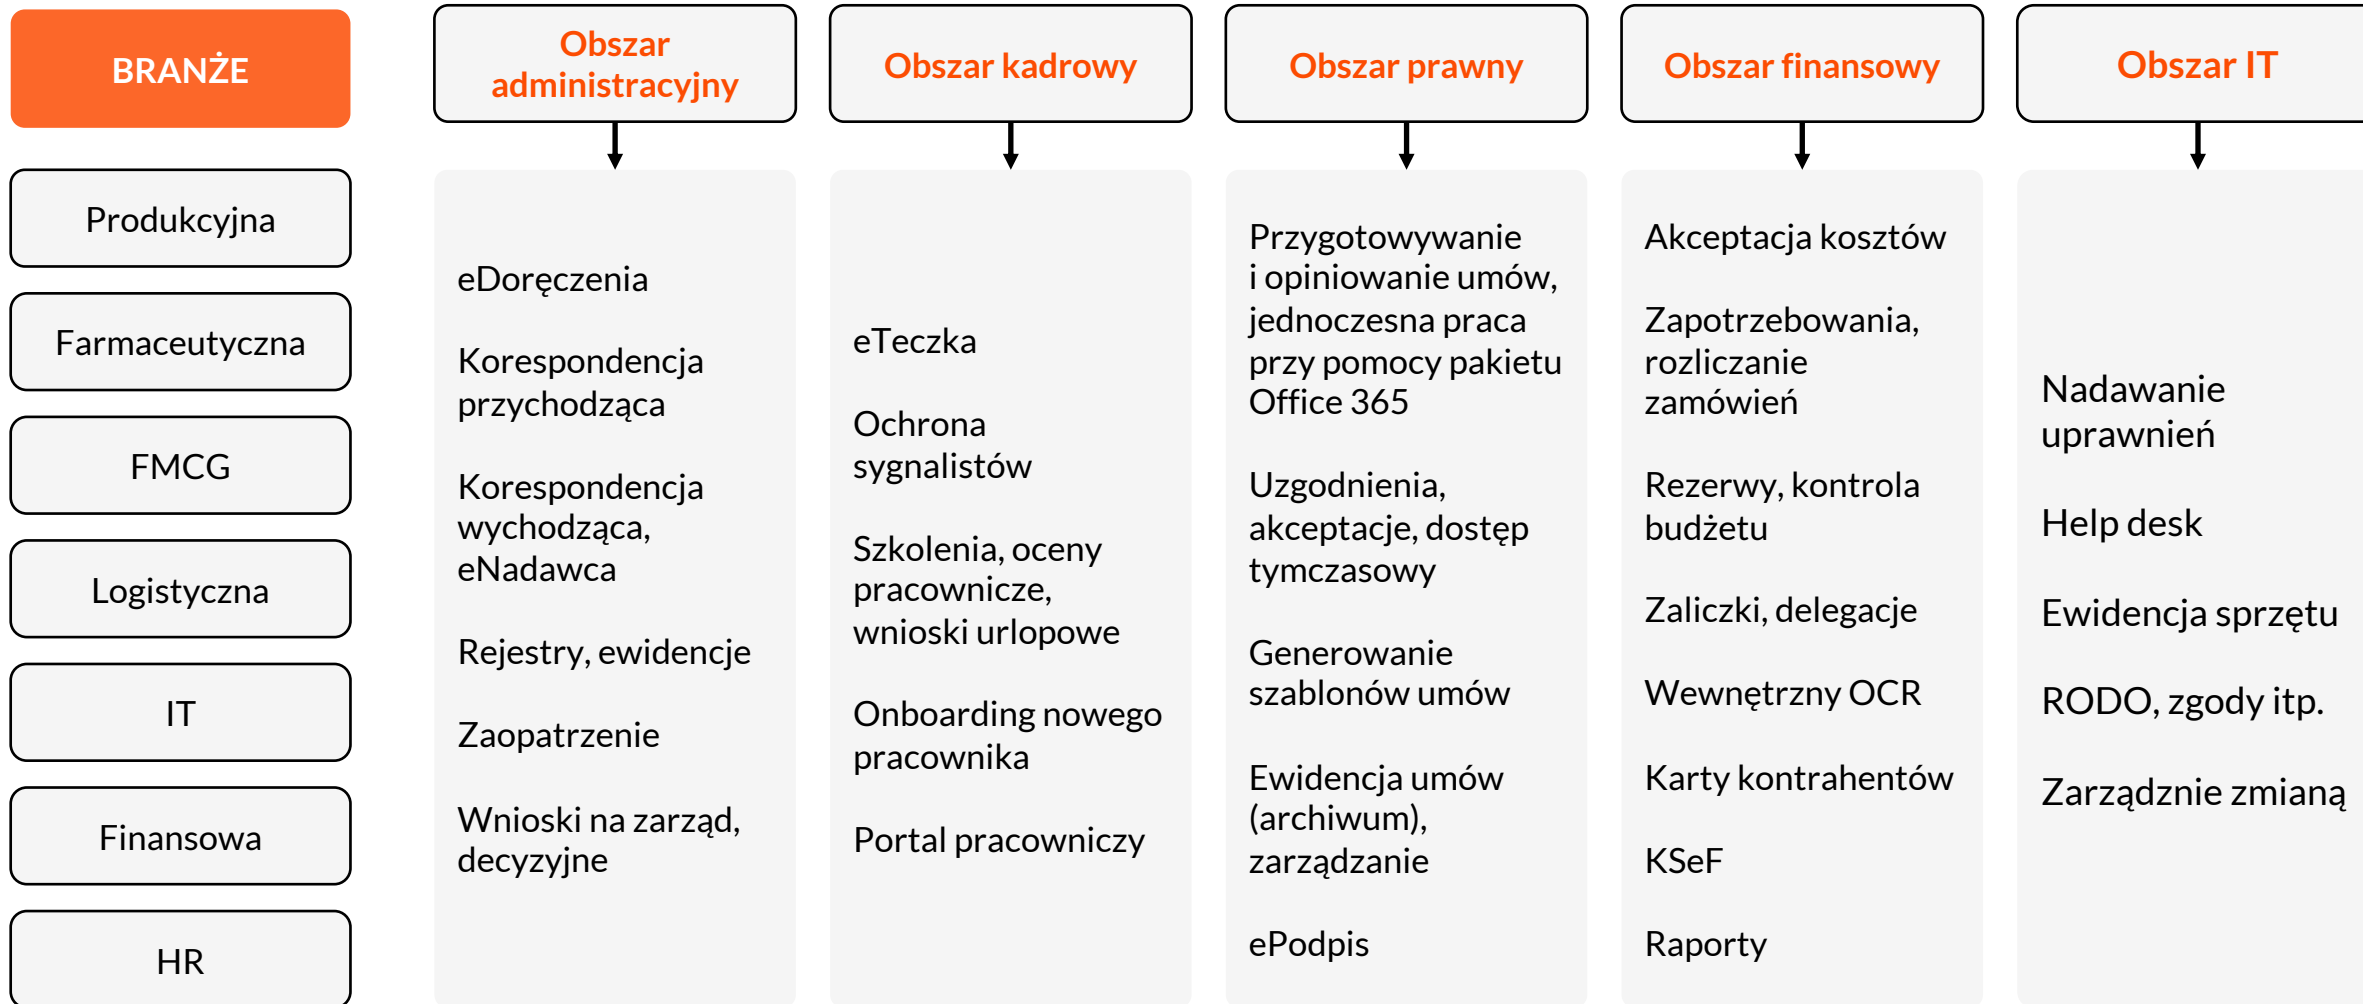 BRANŻE
Produkcyjna
Farmaceutyczna
FMCG
Logistyczna
IT
Finansowa
HR
Obszar
administracyjny
eDoręczenia
Korespondencja
przychodząca
Korespondencja
wychodząca,
eNadawca
Rejestry, ewidencje
Zaopatrzenie
Wnioski na zarząd,
decyzyjne
Obszar kadrowy
eTeczka
Ochrona
sygnalistów
Szkolenia, oceny
pracownicze,
wnioski urlopowe
Onboarding nowego
pracownika
Portal pracowniczy
Obszar prawny
Przygotowywanie
i opiniowanie umów,
jednoczesna praca
przy pomocy pakietu
Office 365
Uzgodnienia,
akceptacje, dostęp
tymczasowy
Generowanie
szablonów umów
Ewidencja umów
(archiwum),
zarządzanie
ePodpis
Obszar finansowy
Akceptacja kosztów
Zapotrzebowania,
rozliczanie
zamówień
Rezerwy, kontrola
budżetu
Zaliczki, delegacje
Wewnętrzny OCR
Karty kontrahentów
KSeF
Raporty
Obszar IT
Nadawanie
uprawnień
Help desk
Ewidencja sprzętu
RODO, zgody itp.
Zarządznie zmianą